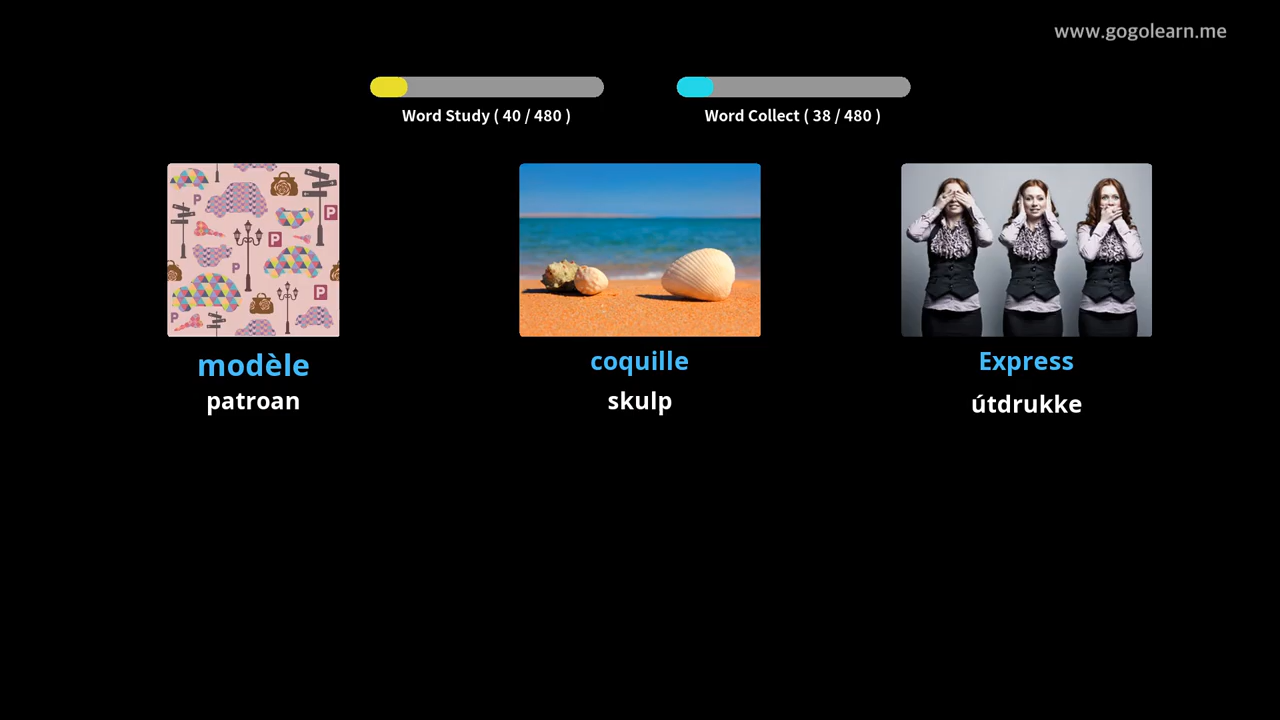 www.gogolearn.me
Word Study ( 40 / 480 )
Word Collect ( 38 / 480 )
P
P
P
P
P
P
modèle
patroan
coquille
skulp
Express
útdrukke